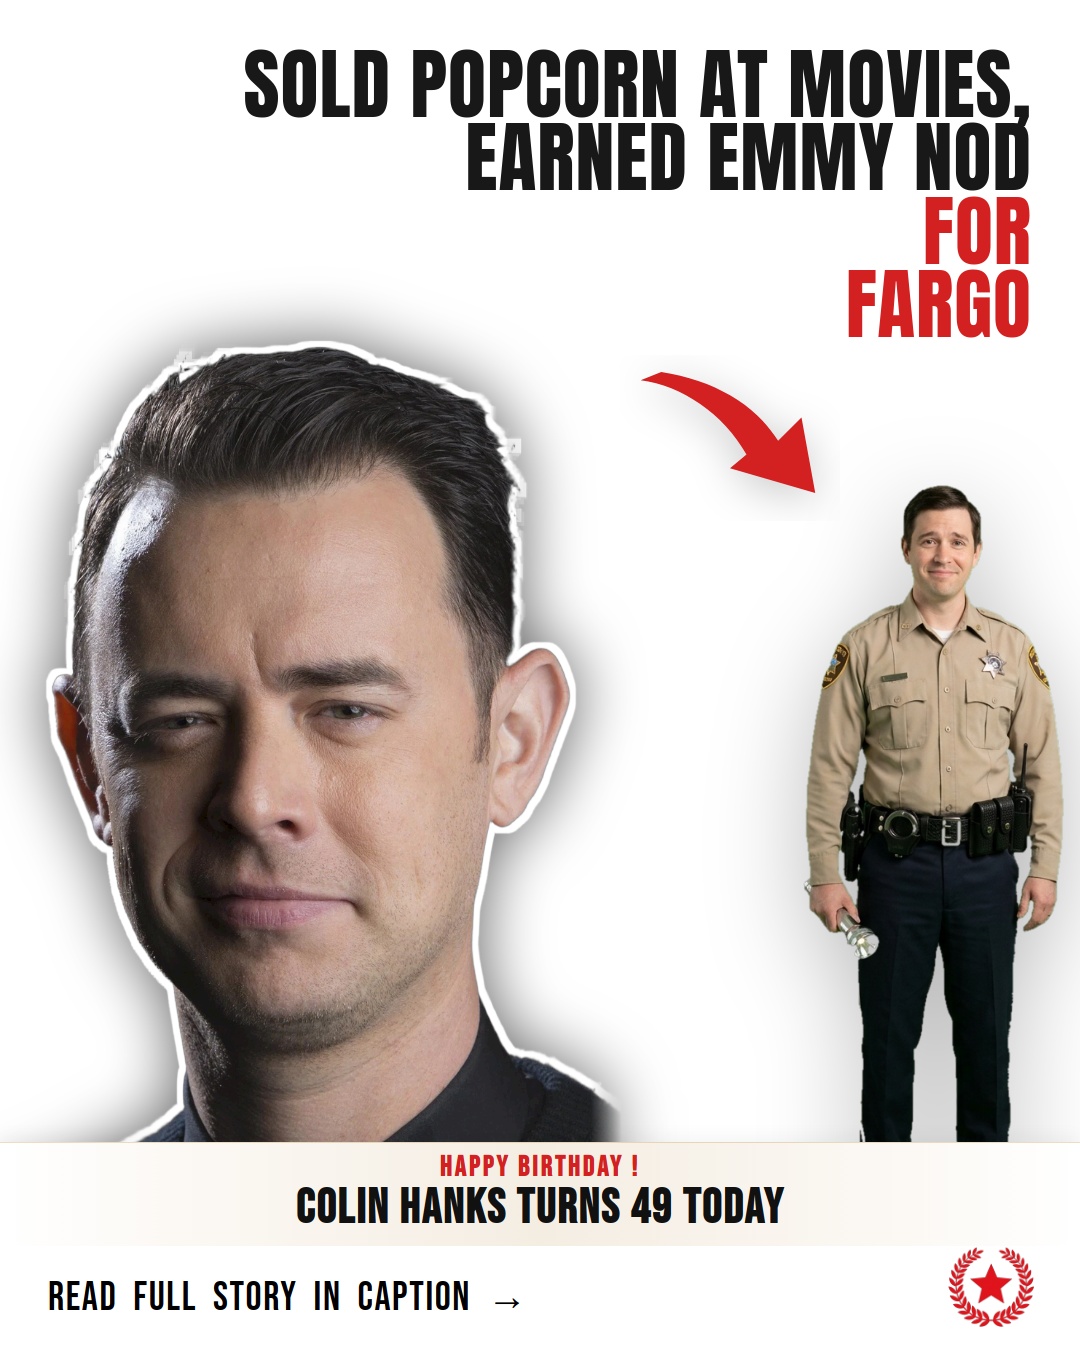 SOLD POPCORN AT MOVIES,
EARNED EMMY NOD
FOR
FARGO
HAPPY BIRTHDAY !
COLIN HANKS TURNS 49 TODAY
READ FULL STORY IN CAPTION →